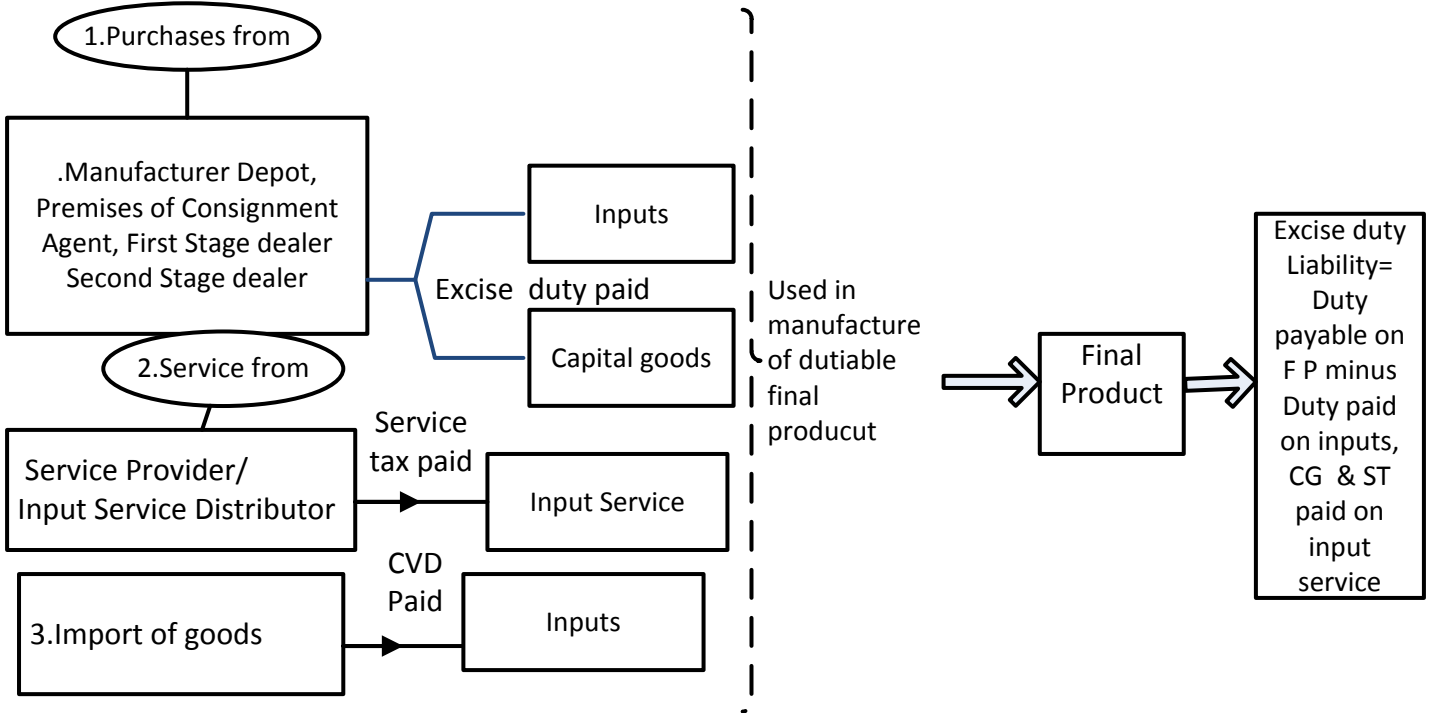 1.Purchases from
.Manufacturer Depot,
Premises of Consignment
Agent, First Stage dealer
Second Stage dealer
Inputs
Excise duty paid
Capital goods
2.Service from
Service Provider/
Input Service Distributor
Service
tax paid
Input Service
3.Import of goods
CVD
Paid
Inputs
Used in
manufacture
of dutiable
final
producut
Final
Product
Excise duty
Liability=
Duty
payable on
F P minus
Duty paid
on inputs,
CG & ST
paid on
input
service